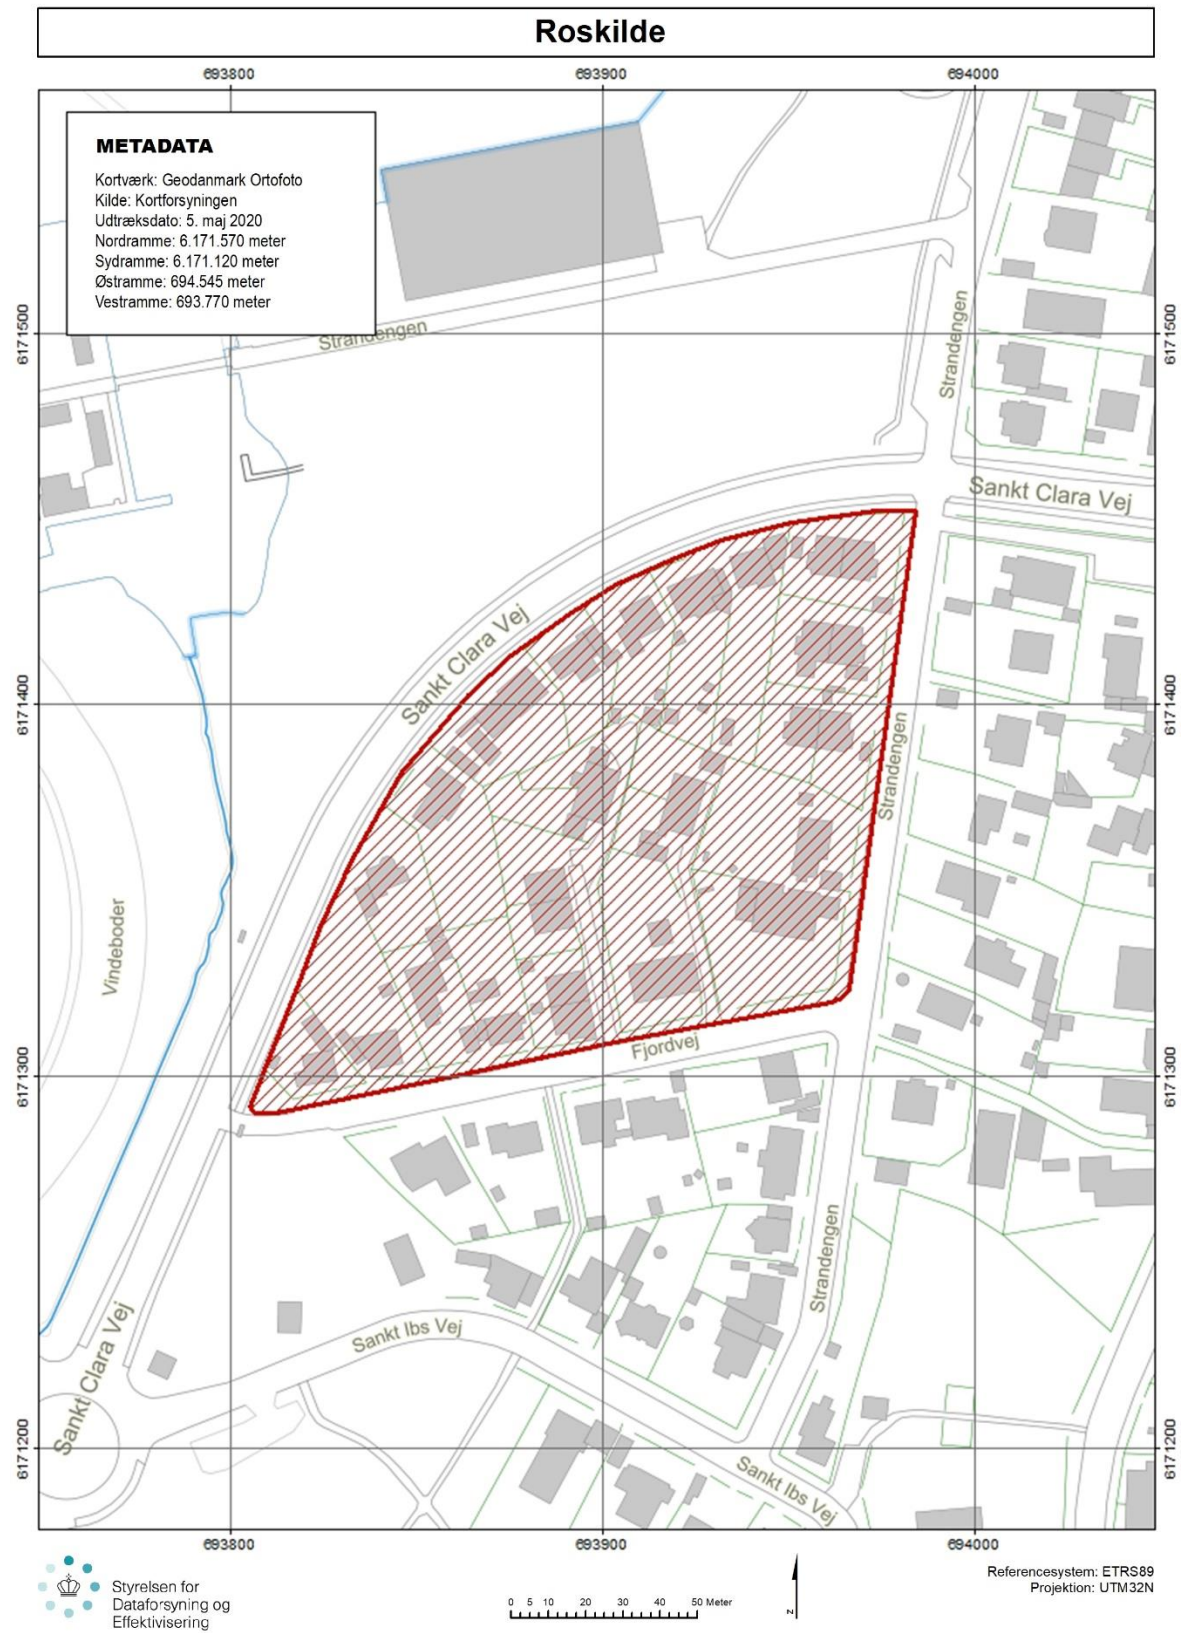 Roskilde
693800
693900
694000
METADATA
Kortværk: Geodanmark Ortofoto
Kilde: Kortforsyningen
Udtræksdato: 5. maj 2020
Nordramme: 6.171.570 meter
Sydramme: 6.171.120 meter
Østramme: 694.545 meter
Vestramme: 693.770 meter
6171500
6171500
Strandengen
Strandengen
Sankt Clara Vej
Sankt Clara Vej
6171400
6171400
Strandengen
Vindeboder
Fjordvej
6171300
6171300
Strandengen
Sankt Ibs Vej
Sankt Clara Vej
6171200
6171200
Sankt Ibs Vej
693800
693900
694000
Styrelsen for
Dataforsyning og
Effektivisering
0 5 10 20 30 40 50 Meter
N
Referencesystem: ETRS89
Projektion: UTM32N